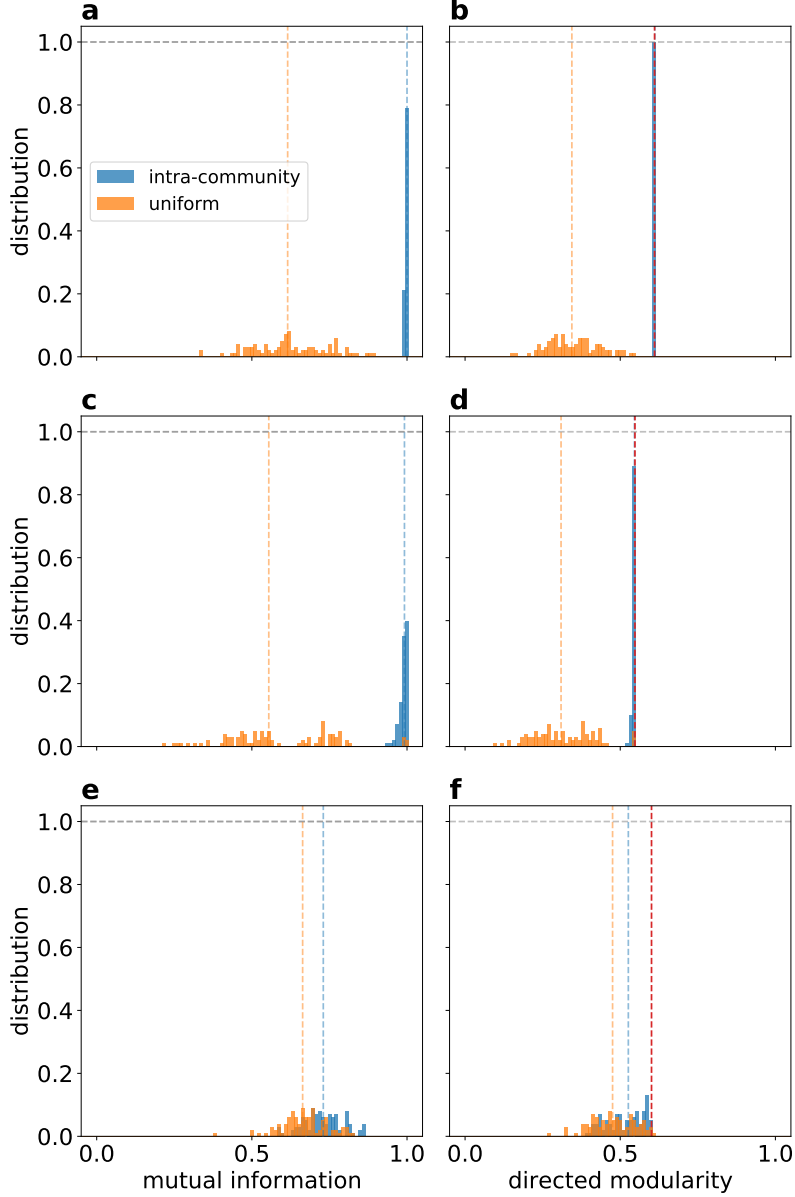 a
b
1.0
0.8
0.6
0.4
0.2
0.0
distribution
intra-community
uniform
c
d
1.0
0.8
0.6
0.4
0.2
0.0
distribution
e
f
1.0
0.8
0.6
0.4
0.2
0.0
distribution
0.0 0.5 1.0
0.0 0.5 1.0
mutual information
directed modularity